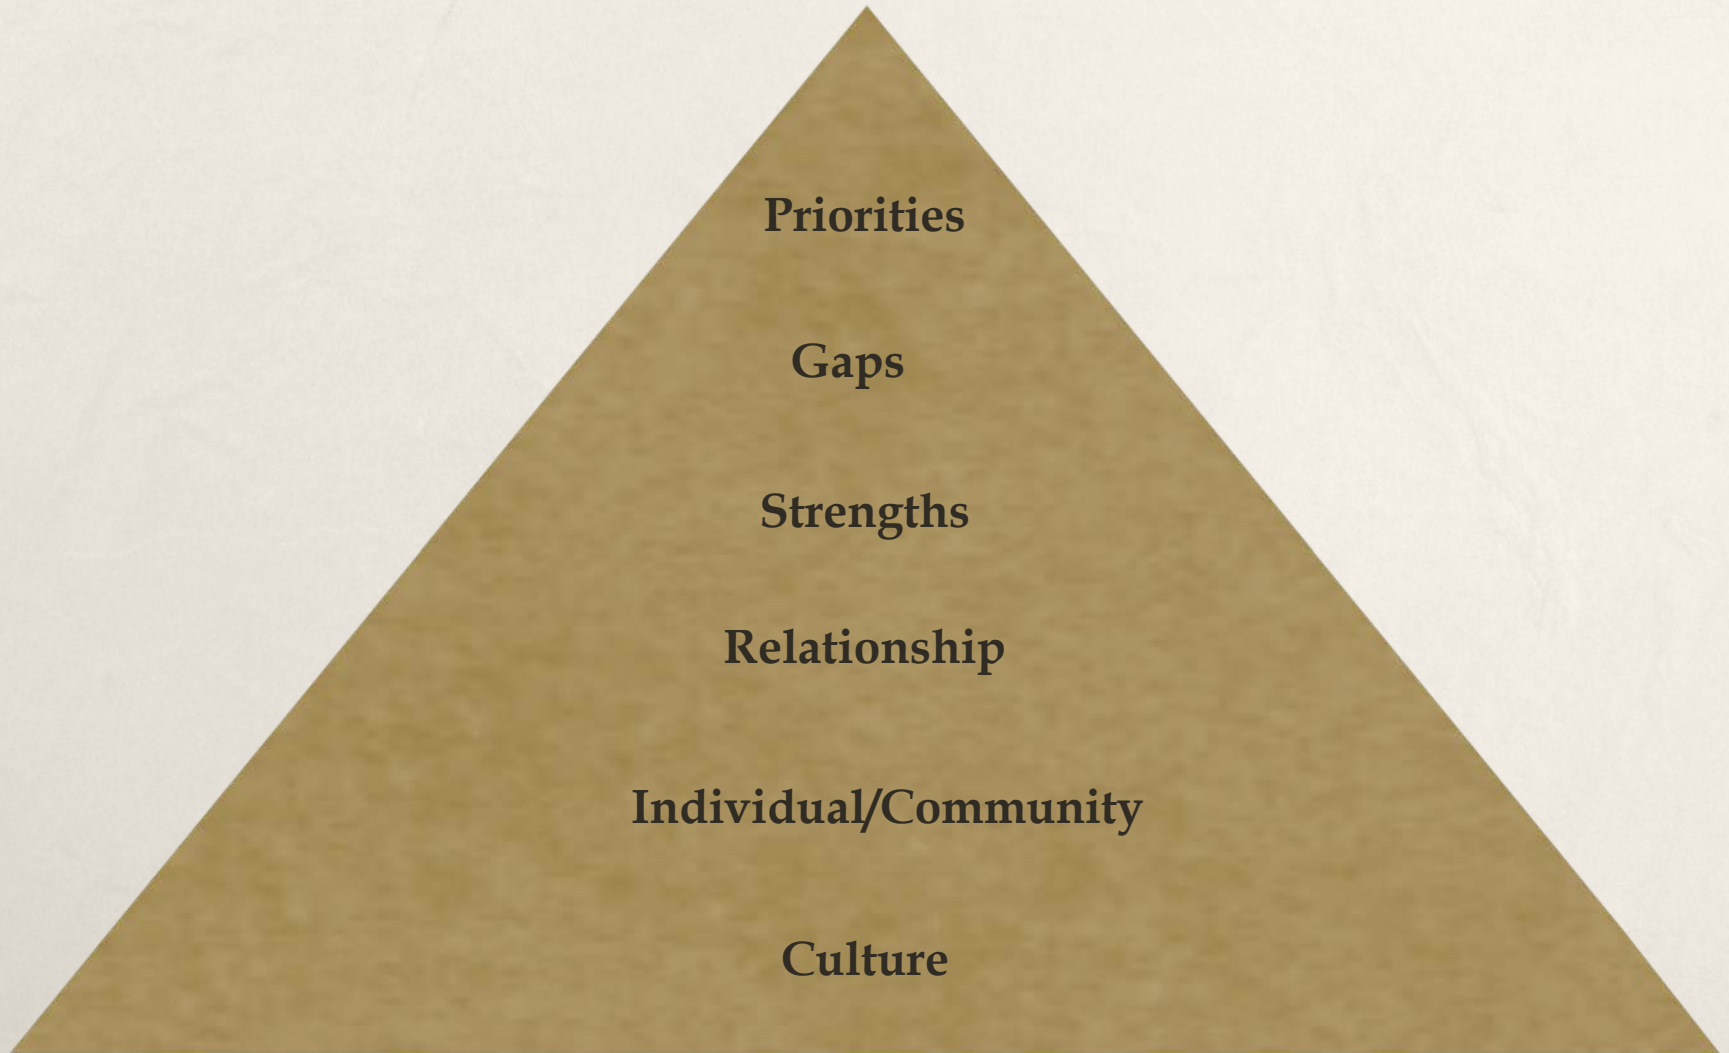 Priorities
Gaps
Strengths
Relationship
Individual/Community
Culture